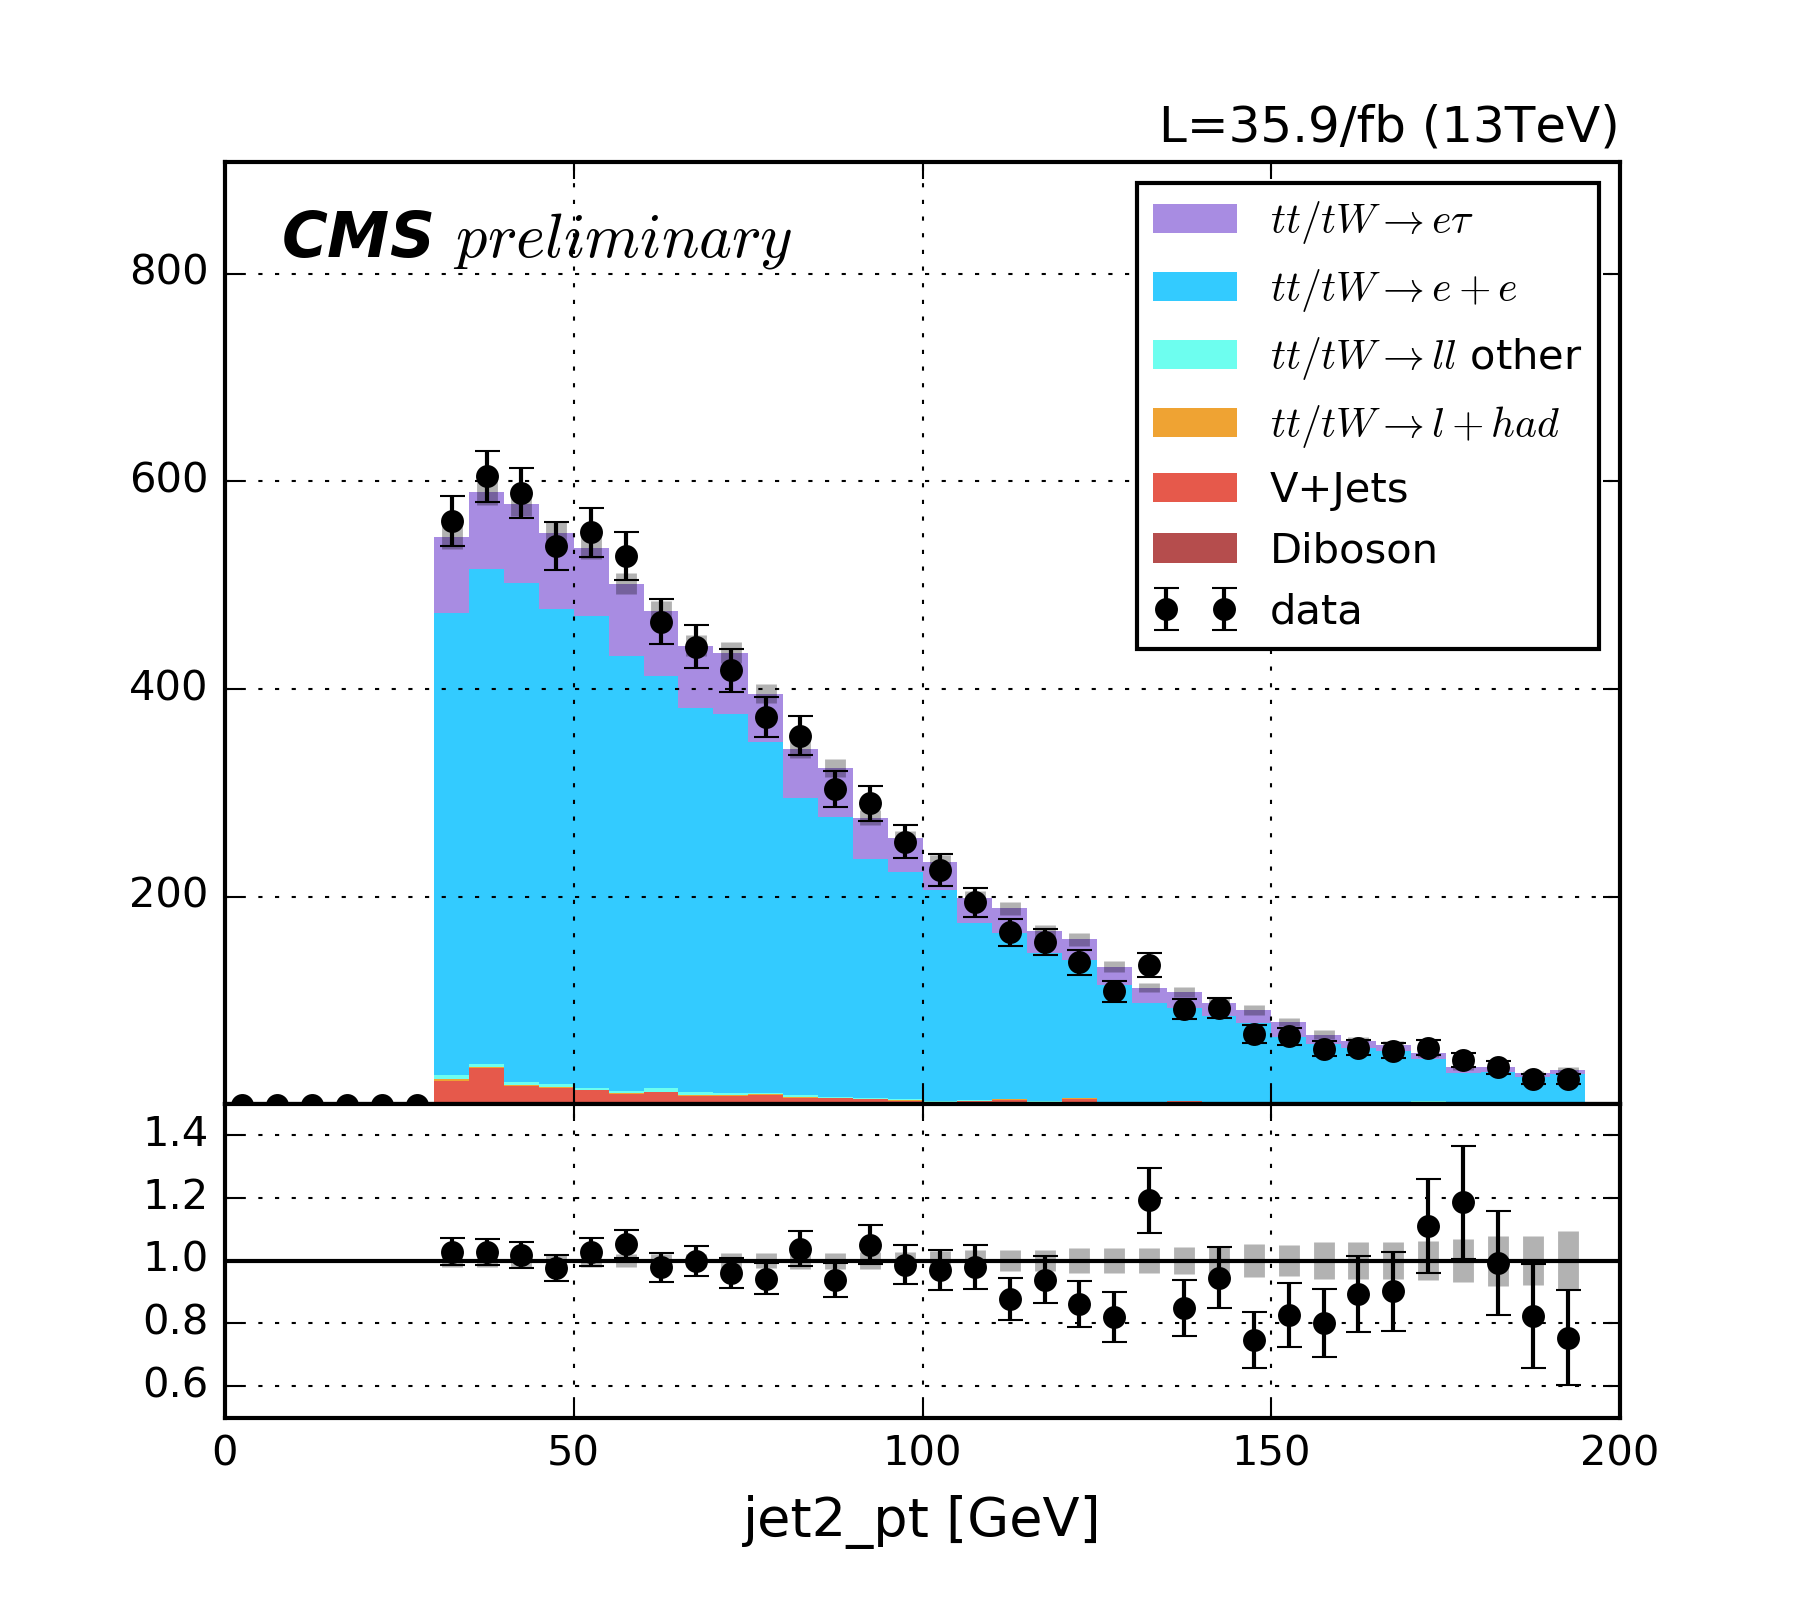 L=35.9/fb (13TeV)
CMS preliminary
tt/tW→eτ
tt/tW→e+e
tt/tW→ll other
tt/tW→l+had
V+Jets
Diboson
data
800
600
400
200
1.4
1.2
1.0
0.8
0.6
0 50 100 150 200
jet2_pt [GeV]